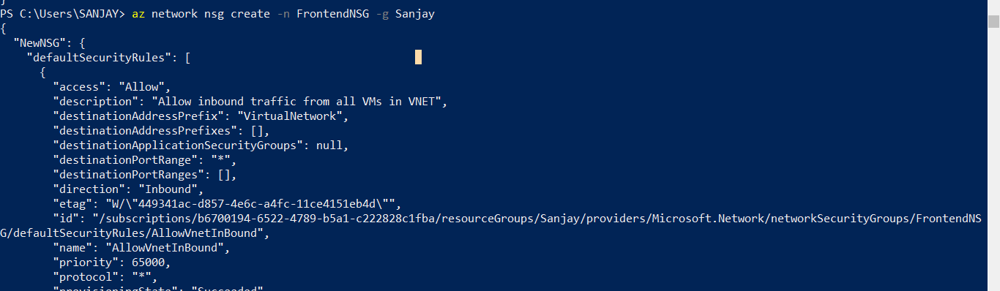 }
PS C:\Users\SANJAY> az network nsg create -n FrontendNSG -g Sanjay
{
  "NewNSG": {
    "defaultSecurityRules": [
      {
        "access": "Allow",
        "description": "Allow inbound traffic from all VMs in VNET",
        "destinationAddressPrefix": "VirtualNetwork",
        "destinationAddressPrefixes": [],
        "destinationApplicationSecurityGroups": null,
        "destinationPortRange": "*",
        "destinationPortRanges": [],
        "direction": "Inbound",
        "etag": "W/\"449341ac-d857-4e6c-a4fc-11ce4151eb4d\"",
        "id": "/subscriptions/b6700194-6522-4789-b5a1-c222828c1fba/resourceGroups/Sanjay/providers/Microsoft.Network/networkSecurityGroups/FrontendNS
G/defaultSecurityRules/AllowVnetInBound",
        "name": "AllowVnetInBound",
        "priority": 65000,
        "protocol": "*",
        "provisioningState": "Succeeded"